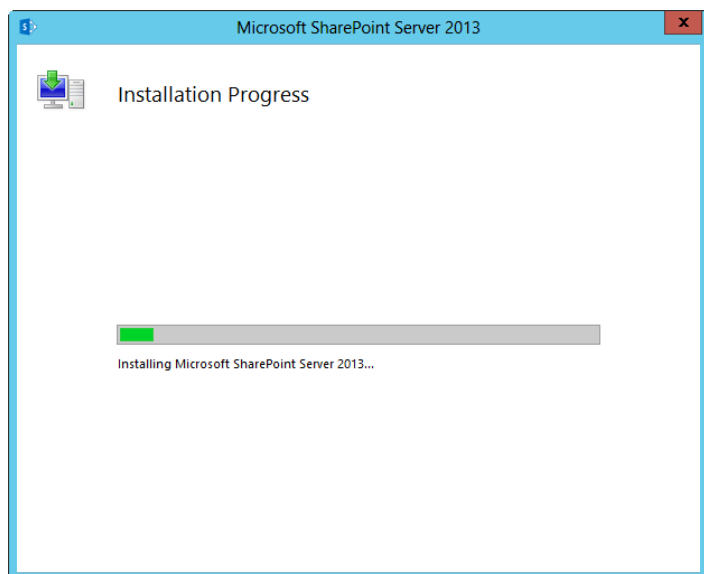 Microsoft SharePoint Server 2013
Installation Progress
Installing Microsoft SharePoint Server 2013...